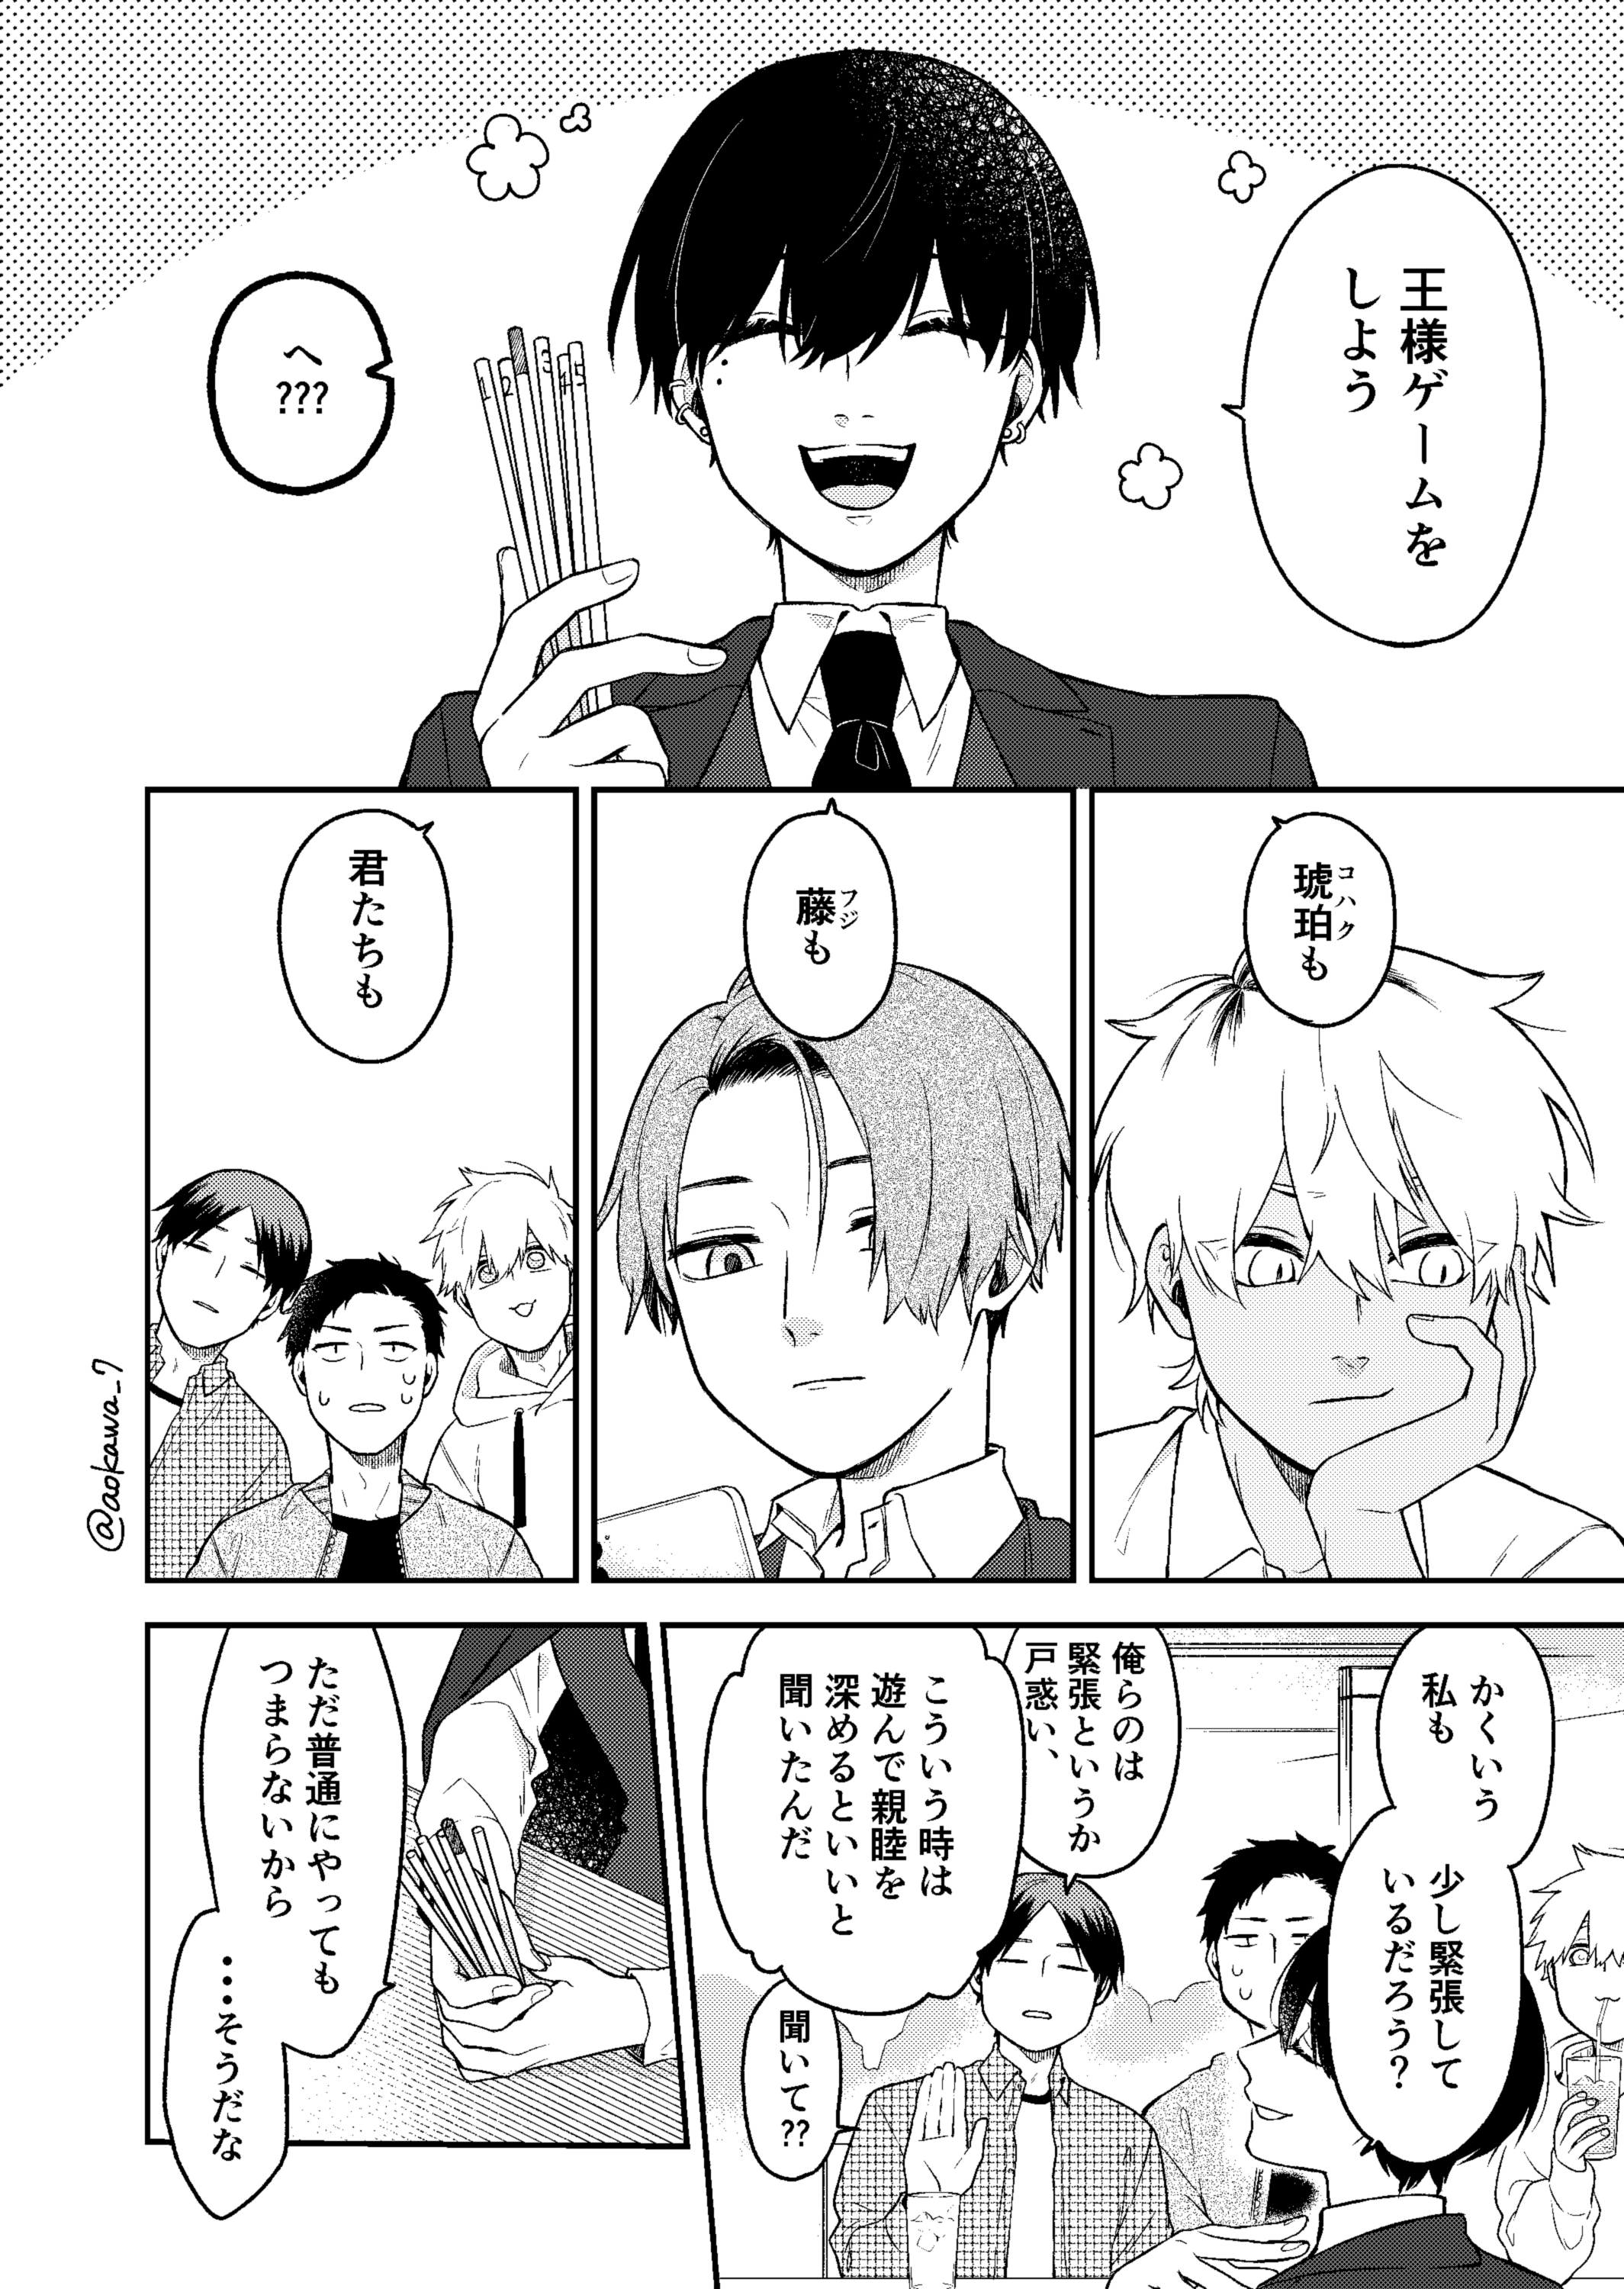 王様ゲームを
しよう
へ
???
1 2 3 4 5
琥珀も
コハク
藤も
フジ
君たちも
かくいう
私も
少し緊張して
いるだろう?
俺らのは
緊張というか
戸惑い、
こういう時は
遊んで親睦を
深めるといいと
聞いたんだ
聞いて??
ただ普通にやっても
つまらないから
・・・そうだな
@aokawa_7